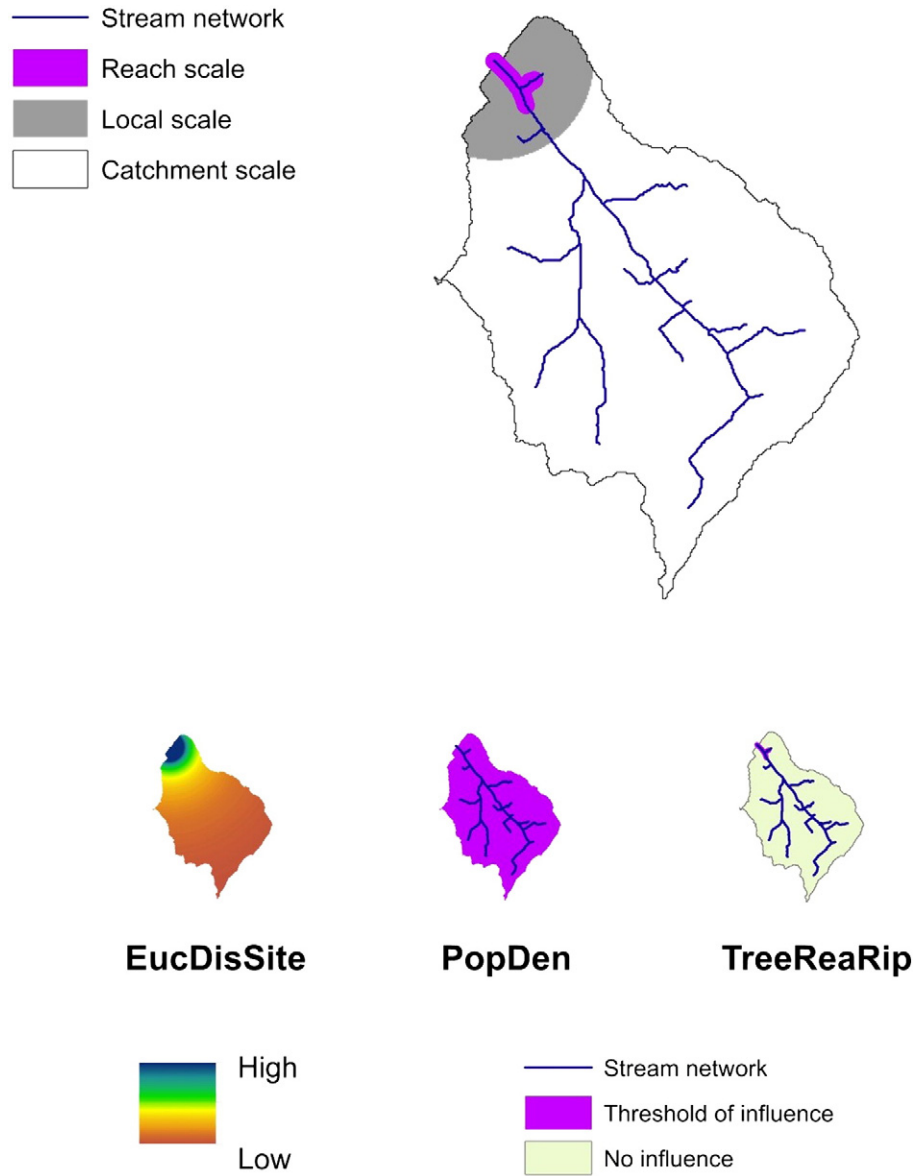 Stream network
Reach scale
Local scale
Catchment scale
EucDisSite
PopDen
TreeReaRip
High
Low
Stream network
Threshold of influence
No influence